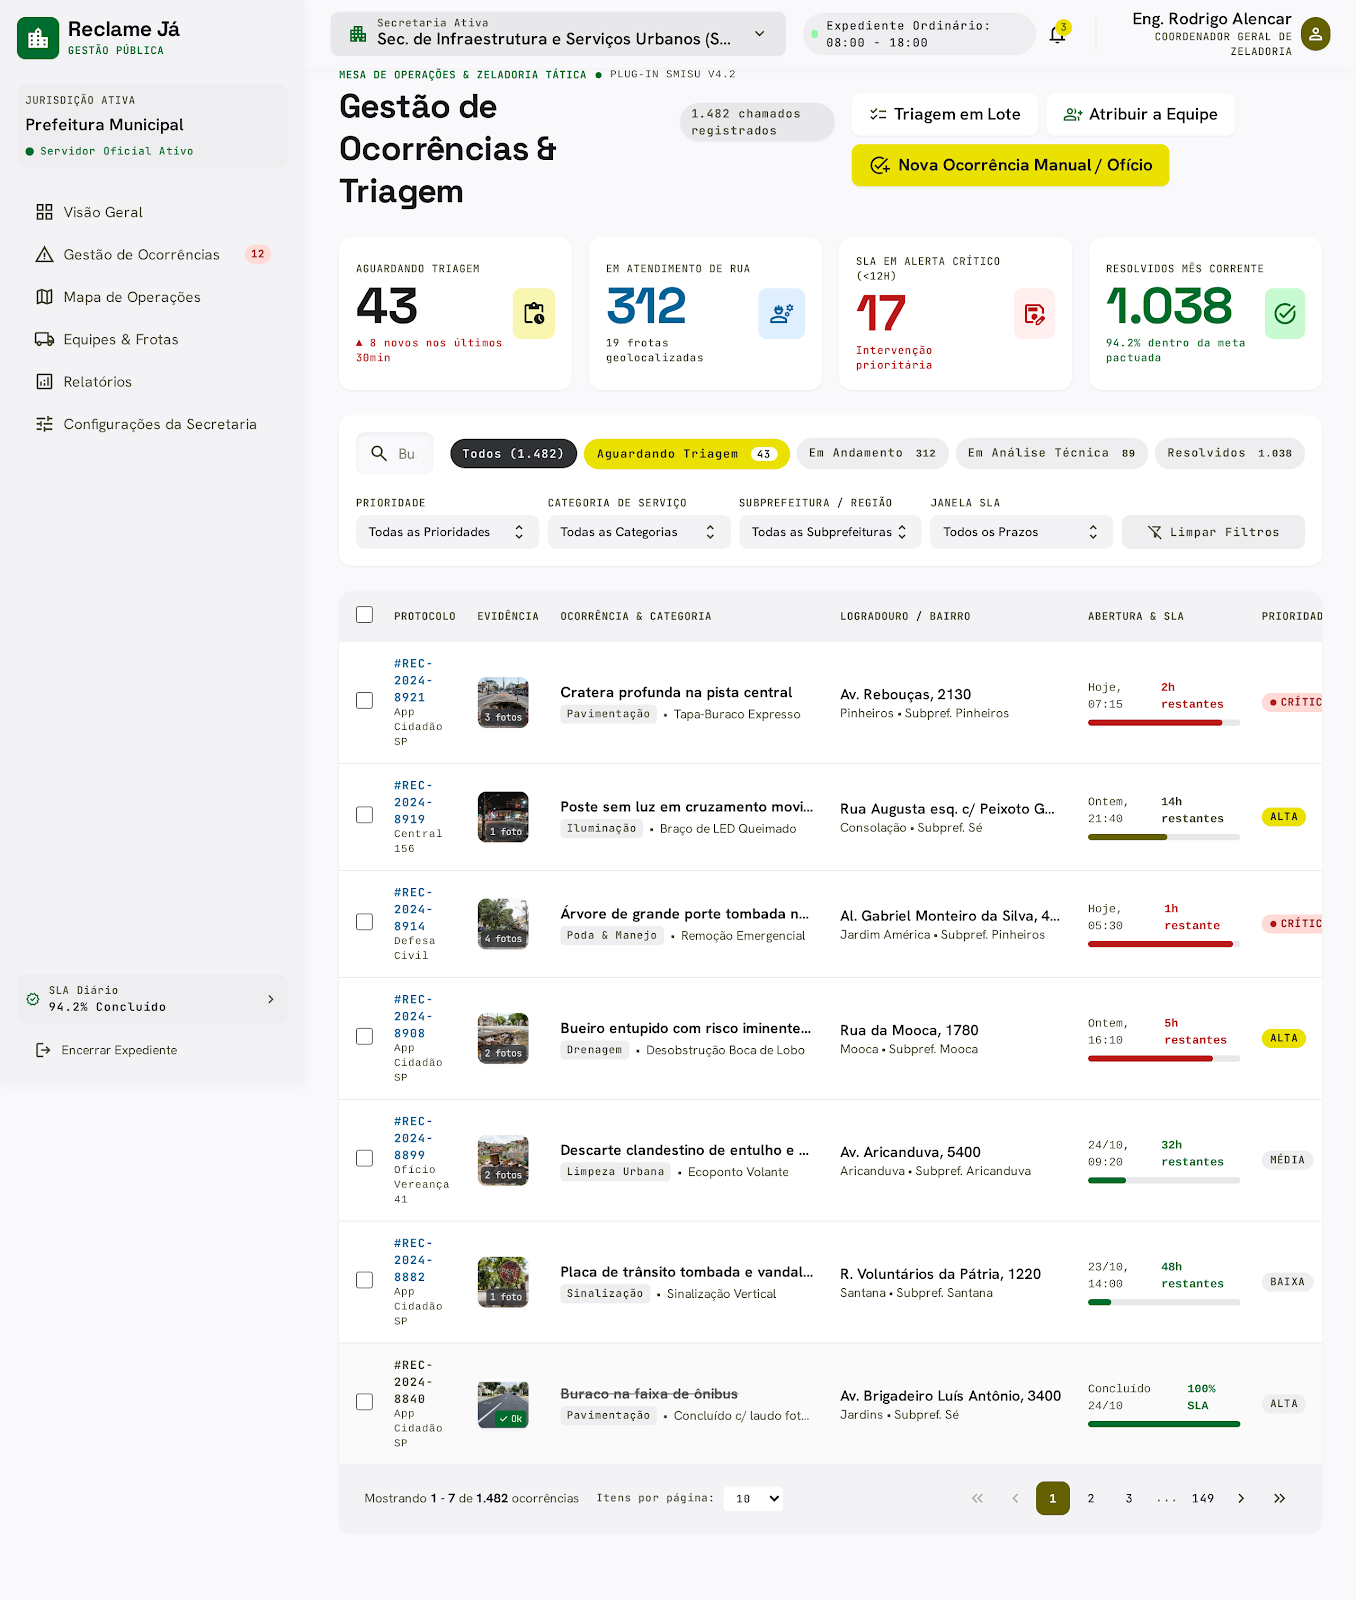 Reclame Já
GESTÃO PÚBLICA
JURISDIÇÃO ATIVA
Prefeitura Municipal
Servidor Oficial Ativo
Visão Geral
Gestão de Ocorrências 12
Mapa de Operações
Equipes & Frotas
Relatórios
Configurações da Secretaria
SLA Diário
94.2% Concluído
Encerrar Expediente
Secretaria Ativa
Sec. de Infraestrutura e Serviços Urbanos (S...
Expediente Ordinário:
08:00 - 18:00
3
Eng. Rodrigo Alencar
COORDENADOR GERAL DE
ZELADORIA
MESA DE OPERAÇÕES & ZELADORIA TÁTICA ● PLUG-IN SMISU V4.2
Gestão de
Ocorrências &
Triagem
1.482 chamados
registrados
Triagem em Lote
Atribuir a Equipe
Nova Ocorrência Manual / Ofício
AGUARDANDO TRIAGEM
43
▲ 8 novos nos últimos
30min
EM ATENDIMENTO DE RUA
312
19 frotas
geolocalizadas
SLA EM ALERTA CRÍTICO
(<12H)
17
Intervenção
prioritária
RESOLVIDOS MÊS CORRENTE
1.038
94.2% dentro da meta
pactuada
Bu
Todos (1.482)
Aguardando Triagem 43
Em Andamento 312
Em Análise Técnica 89
Resolvidos 1.038
PRIORIDADE
Todas as Prioridades
CATEGORIA DE SERVIÇO
Todas as Categorias
SUBPREFEITURA / REGIÃO
Todas as Subprefeituras
JANELA SLA
Todos os Prazos
Limpar Filtros
PROTOCOLO EVIDÊNCIA OCORRÊNCIA & CATEGORIA LOGRADOURO / BAIRRO ABERTURA & SLA PRIORIDAD
#REC-
2024-
8921
App
Cidadão
SP
3 fotos
Cratera profunda na pista central
Pavimentação • Tapa-Buraco Expresso
Av. Rebouças, 2130
Pinheiros • Subpref. Pinheiros
Hoje,
07:15
2h
restantes
● CRÍTIC
#REC-
2024-
8919
Central
156
1 foto
Poste sem luz em cruzamento movi...
Iluminação • Braço de LED Queimado
Rua Augusta esq. c/ Peixoto G...
Consolação • Subpref. Sé
Ontem,
21:40
14h
restantes
ALTA
#REC-
2024-
8914
Defesa
Civil
4 fotos
Árvore de grande porte tombada n...
Poda & Manejo • Remoção Emergencial
Al. Gabriel Monteiro da Silva, 4...
Jardim América • Subpref. Pinheiros
Hoje,
05:30
1h
restante
● CRÍTIC
#REC-
2024-
8908
App
Cidadão
SP
2 fotos
Bueiro entupido com risco iminente...
Drenagem • Desobstrução Boca de Lobo
Rua da Mooca, 1780
Mooca • Subpref. Mooca
Ontem,
16:10
5h
restantes
ALTA
#REC-
2024-
8899
Ofício
Vereança
41
2 fotos
Descarte clandestino de entulho e ...
Limpeza Urbana • Ecoponto Volante
Av. Aricanduva, 5400
Aricanduva • Subpref. Aricanduva
24/10,
09:20
32h
restantes
MÉDIA
#REC-
2024-
8882
App
Cidadão
SP
1 foto
Placa de trânsito tombada e vandal...
Sinalização • Sinalização Vertical
R. Voluntários da Pátria, 1220
Santana • Subpref. Santana
23/10,
14:00
48h
restantes
BAIXA
#REC-
2024-
8840
App
Cidadão
SP
Ok
Buraco na faixa de ônibus
Pavimentação • Concluído c/ laudo fot...
Av. Brigadeiro Luís Antônio, 3400
Jardins • Subpref. Sé
Concluído
24/10
100%
SLA
ALTA
Mostrando 1 - 7 de 1.482 ocorrências
Itens por página: 10
1 2 3 ... 149